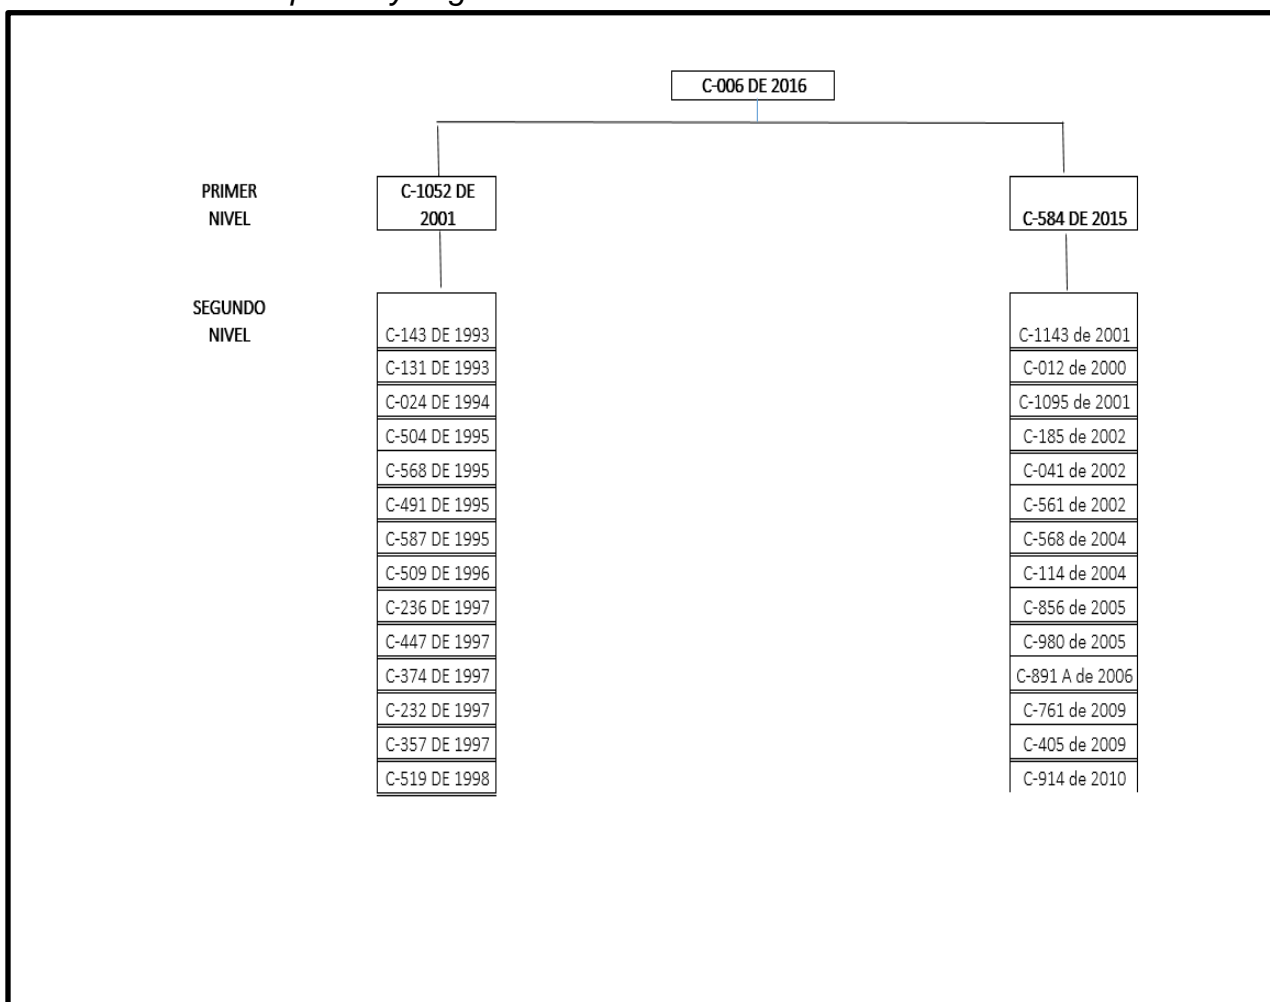 C-006 DE 2016
PRIMER
NIVEL
C-1052 DE
2001
C-584 DE 2015
SEGUNDO
NIVEL
C-143 DE 1993
C-1143 de 2001
C-131 DE 1993
C-012 de 2000
C-024 DE 1994
C-1095 de 2001
C-504 DE 1995
C-185 de 2002
C-568 DE 1995
C-041 de 2002
C-491 DE 1995
C-561 de 2002
C-587 DE 1995
C-568 de 2004
C-509 DE 1996
C-114 de 2004
C-236 DE 1997
C-856 de 2005
C-447 DE 1997
C-980 de 2005
C-374 DE 1997
C-891 A de 2006
C-232 DE 1997
C-761 de 2009
C-357 DE 1997
C-405 de 2009
C-519 DE 1998
C-914 de 2010